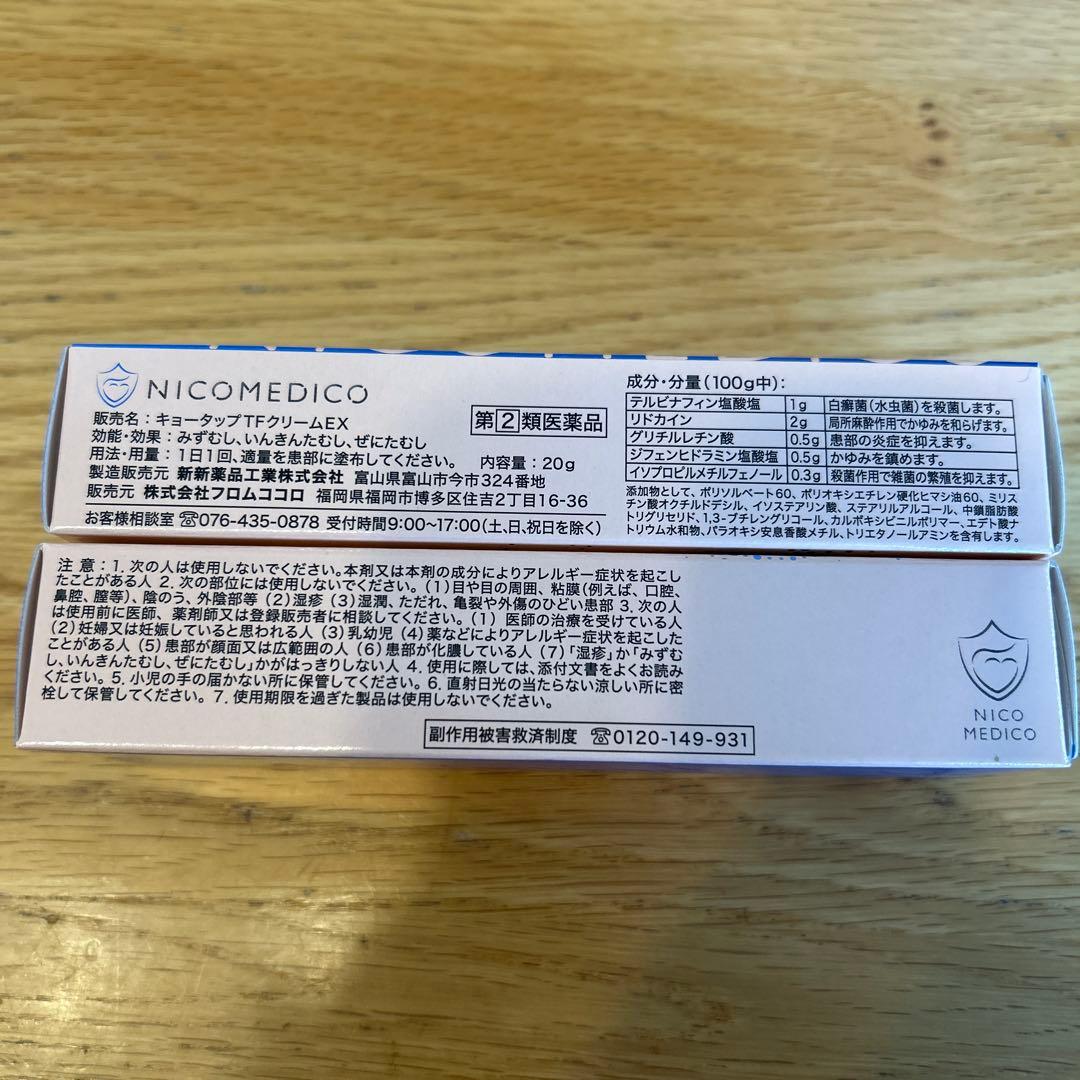 NICOMEDICO
販売名：キョータップTFクリームEX
第②類医薬品
効能・効果：みずむし、いんきんたむし、ぜにたむし
用法・用量：1日1回、適量を患部に塗布してください。 内容量：20g
製造販売元 新新薬品工業株式会社 富山県富山市今市324番地
販売元 株式会社フロムココロ 福岡県福岡市博多区住吉2丁目16-36
お客様相談室 ☎076-435-0878 受付時間9:00~17:00(土、日、祝日を除く)
成分・分量(100g中)：
テルビナフィン塩酸塩 1g 白癬菌(水虫菌)を殺菌します。
リドカイン 2g 局所麻酔作用でかゆみを和らげます。
グリチルレチン酸 0.5g 患部の炎症を抑えます。
ジフェンヒドラミン塩酸塩 0.5g かゆみを鎮めます。
イソプロピルメチルフェノール 0.3g 殺菌作用で雑菌の繁殖を抑えます。
添加物として、ポリソルベート60、ポリオキシエチレン硬化ヒマシ油60、ミリス
チン酸オクチルドデシル、イソステアリン酸、ステアリルアルコール、中鎖脂肪酸
トリグリセリド、1,3-ブチレングリコール、カルボキシビニルポリマー、エデト酸ナ
トリウム水和物、パラオキシ安息香酸メチル、トリエタノールアミンを含有します。
注 意：1. 次の人は使用しないでください。本剤又は本剤の成分によりアレルギー症状を起こし
たことがある人 2. 次の部位には使用しないでください。(1)目や目の周囲、粘膜(例えば、口腔、
鼻腔、膣等)、陰のう、外陰部等 (2)湿疹 (3)湿潤、ただれ、亀裂や外傷のひどい患部 3. 次の人
は使用前に医師、薬剤師又は登録販売者に相談してください。(1) 医師の治療を受けている人
(2)妊婦又は妊娠していると思われる人 (3)乳幼児 (4)薬などによりアレルギー症状を起こした
ことがある人 (5)患部が顔面又は広範囲の人 (6)患部が化膿している人 (7)「湿疹」か「みずむ
し、いんきんたむし、ぜにたむし」かがはっきりしない人 4. 使用に際しては、添付文書をよくお読み
ください。5. 小児の手の届かない所に保管してください。6. 直射日光の当たらない涼しい所に密
栓して保管してください。7. 使用期限を過ぎた製品は使用しないでください。
副作用被害救済制度 ☎0120-149-931
NICO
MEDICO